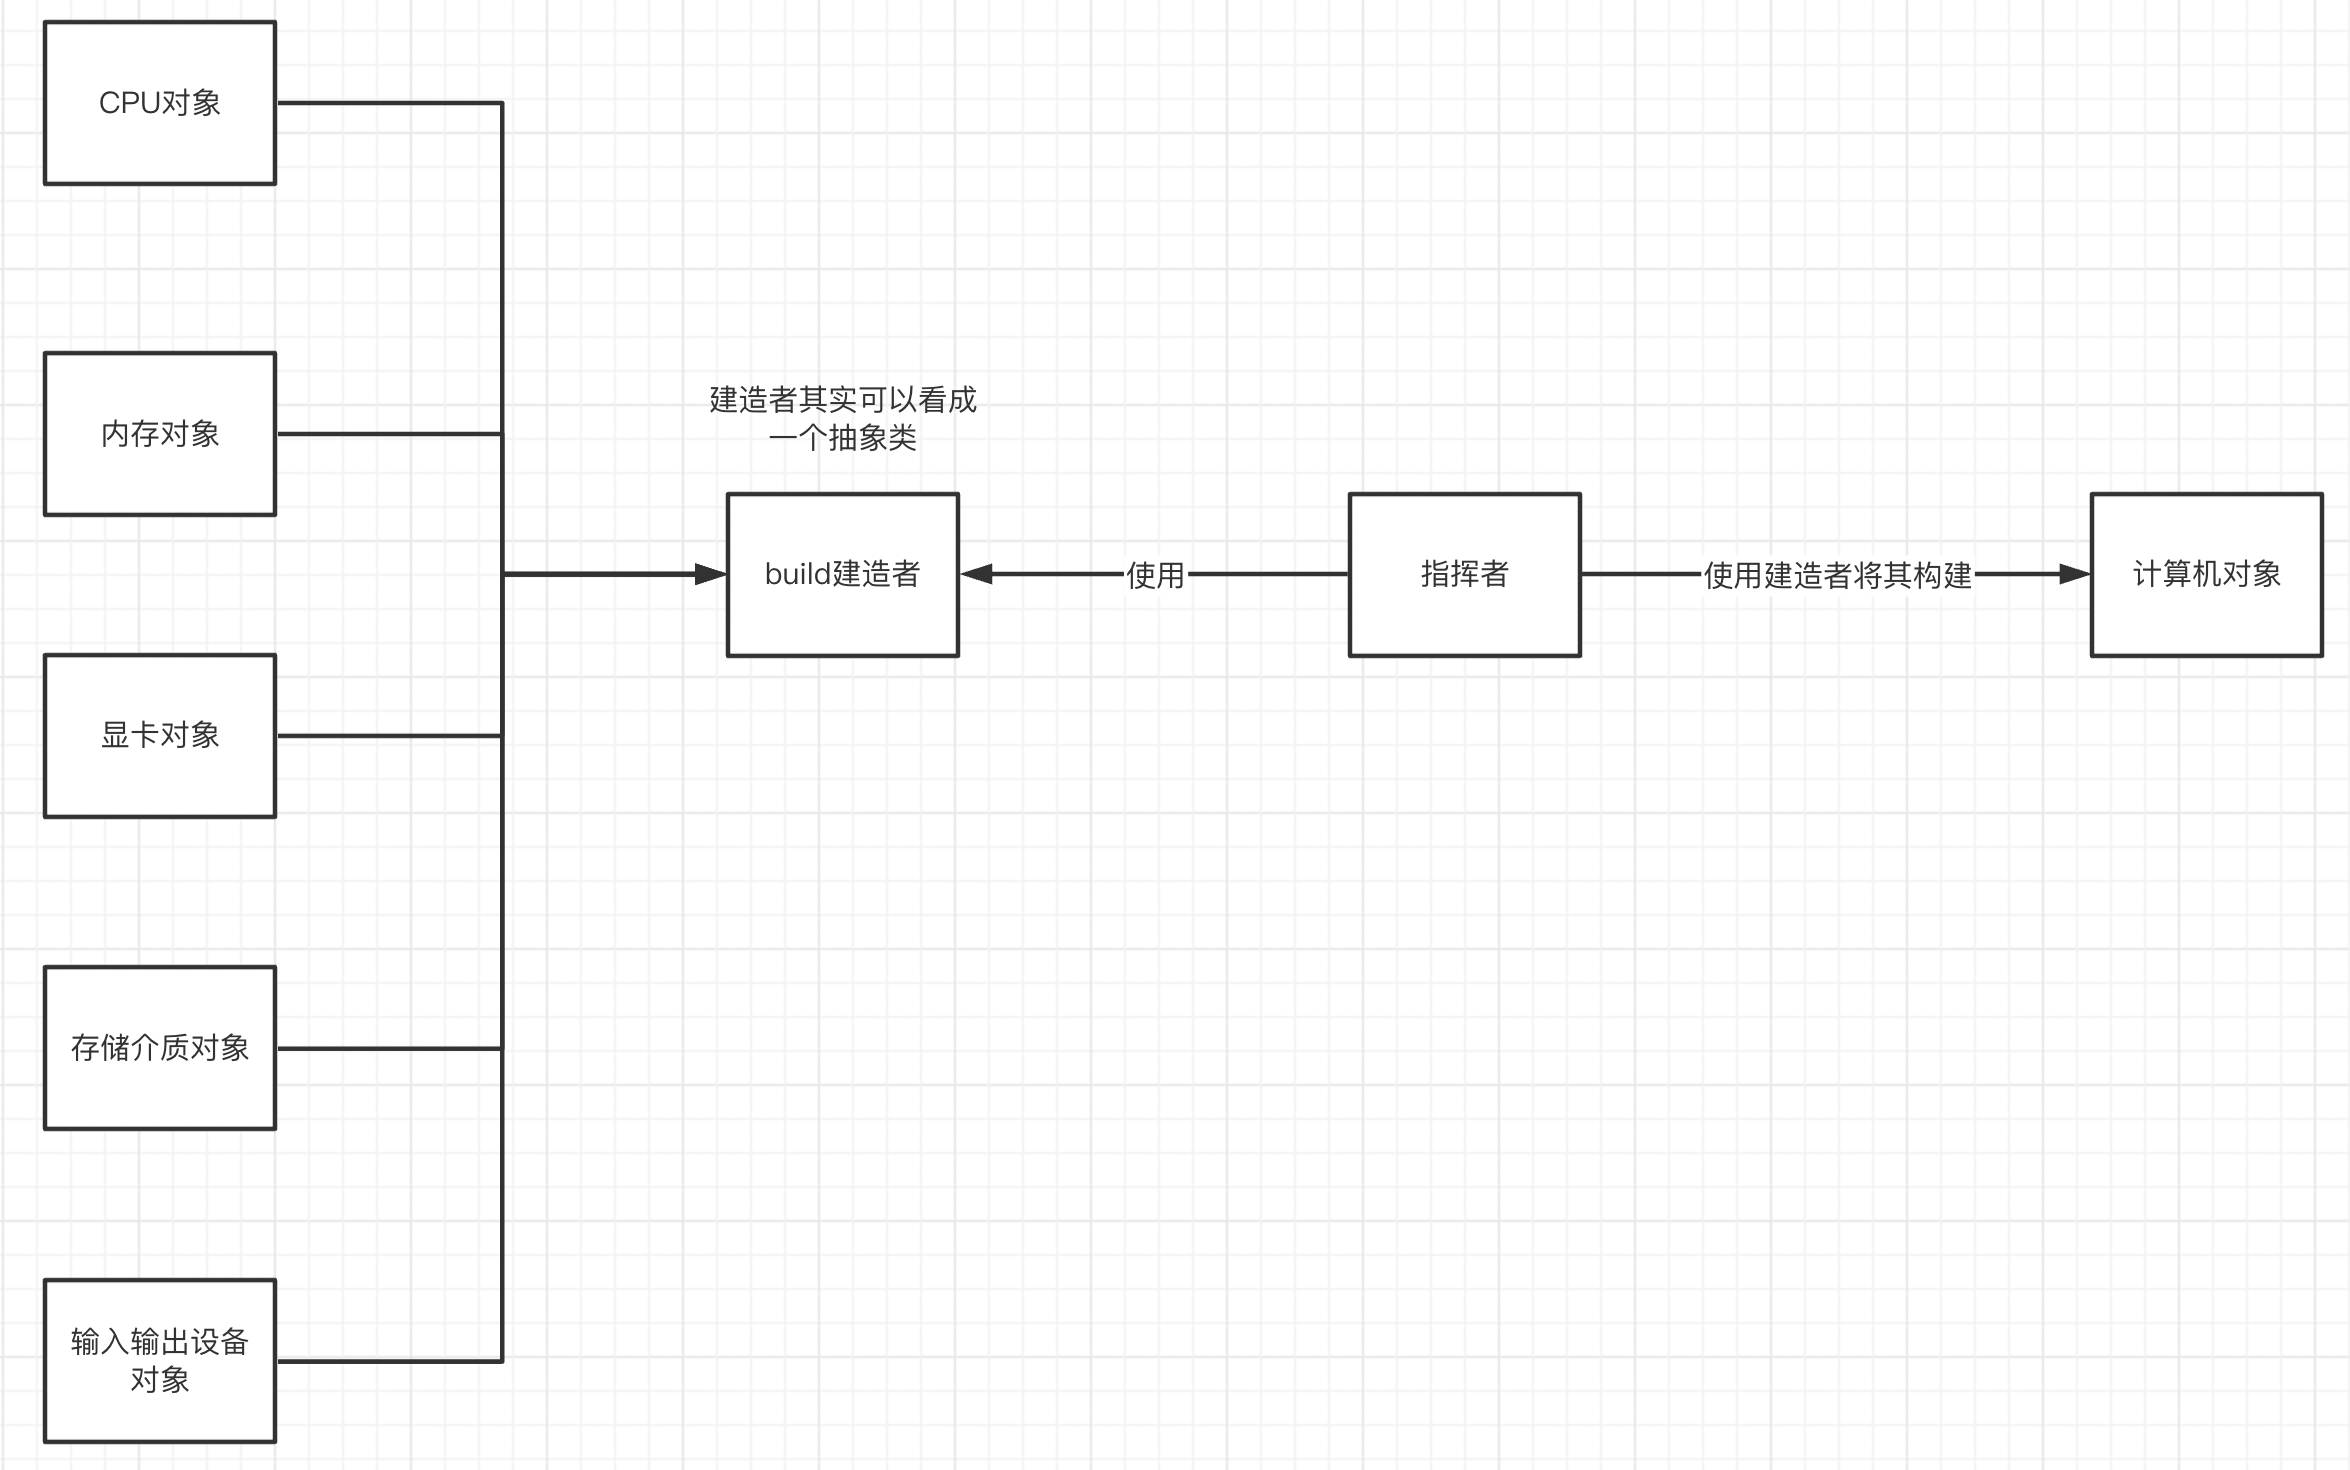 CPU对象
内存对象
显卡对象
存储介质对象
输入输出设备
对象
建造者其实可以看成
一个抽象类
build建造者
使用
指挥者
使用建造者将其构建
计算机对象